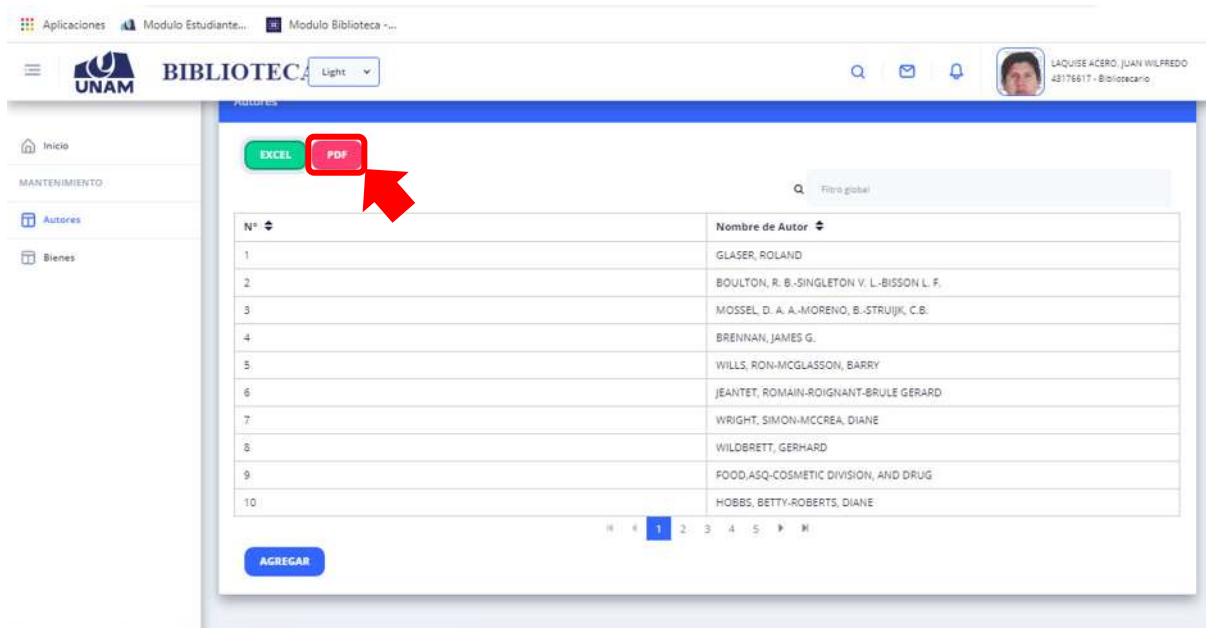 Aplicaciones Modulo Estudiante... Modulo Biblioteca -...
UNAM
BIBLIOTECA
Light
LAQUISE ACERO, JUAN WILFREDO
43176617 - Bibliotecario
Autores
Inicio
MANTENIMIENTO
Autores
Bienes
EXCEL PDF
Filtro global
N° Nombre de Autor
1 GLASER, ROLAND
2 BOULTON, R. B.-SINGLETON V. L.-BISSON L. F.
3 MOSSEL, D. A. A.-MORENO, B.-STRUIJK, C.B.
4 BRENNAN, JAMES G.
5 WILLS, RON-MCGLASSON, BARRY
6 JEANTET, ROMAIN-ROIGNANT-BRULE GERARD
7 WRIGHT, SIMON-MCCREA, DIANE
8 WILDBRETT, GERHARD
9 FOOD,ASQ-COSMETIC DIVISION, AND DRUG
10 HOBBS, BETTY-ROBERTS, DIANE
1 2 3 4 5
AGREGAR